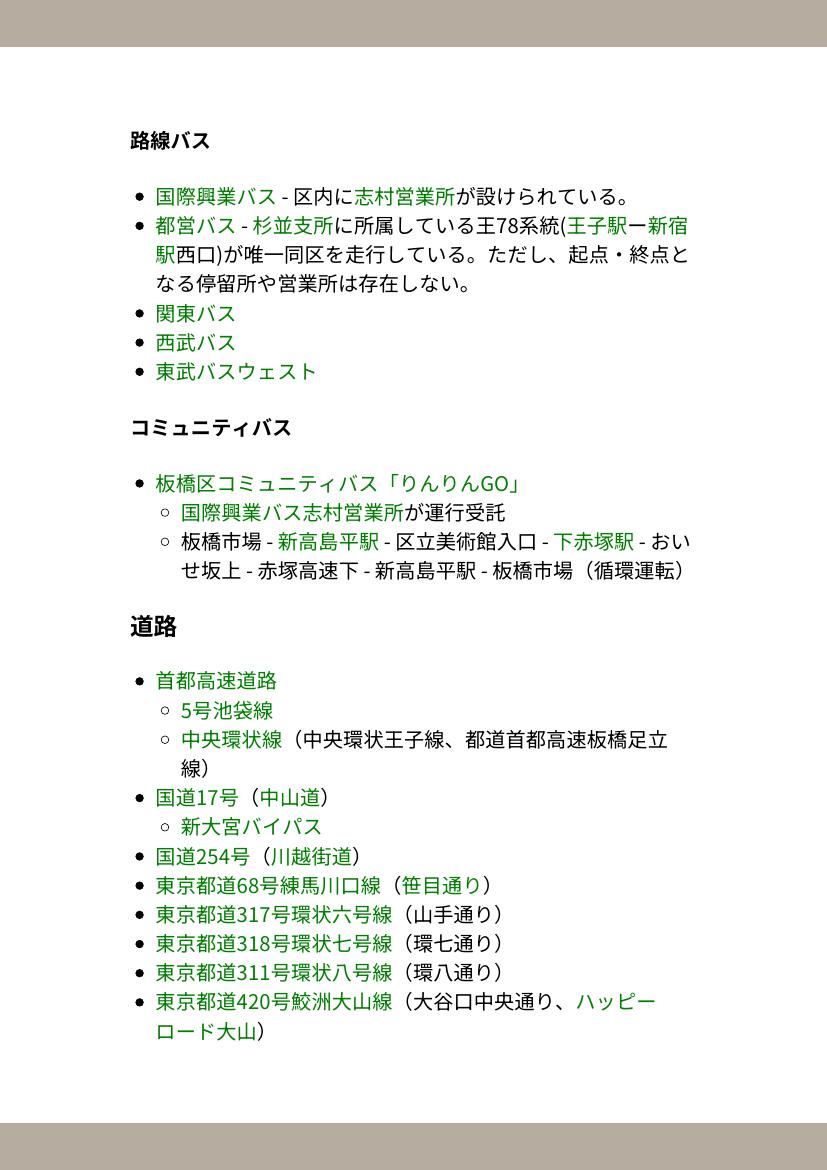 路線バス
国際興業バス - 区内に志村営業所が設けられている。
都営バス - 杉並支所に所属している王78系統(王子駅ー新宿
駅西口)が唯一同区を走行している。ただし、起点・終点と
なる停留所や営業所は存在しない。
関東バス
西武バス
東武バスウェスト
コミュニティバス
板橋区コミュニティバス「りんりんGO」
国際興業バス志村営業所が運行受託
板橋市場 - 新高島平駅 - 区立美術館入口 - 下赤塚駅 - おい
せ坂上 - 赤塚高速下 - 新高島平駅 - 板橋市場（循環運転）
道路
首都高速道路
5号池袋線
中央環状線（中央環状王子線、都道首都高速板橋足立
線）
国道17号（中山道）
新大宮バイパス
国道254号（川越街道）
東京都道68号練馬川口線（笹目通り）
東京都道317号環状六号線（山手通り）
東京都道318号環状七号線（環七通り）
東京都道311号環状八号線（環八通り）
東京都道420号鮫洲大山線（大谷口中央通り、ハッピー
ロード大山）